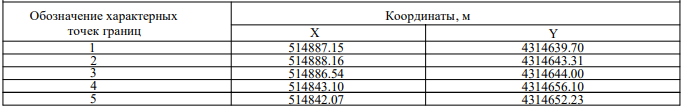 Обозначение характерных точек границ Координаты, м
X Y
1 514887.15 4314639.70
2 514888.16 4314643.31
3 514886.54 4314644.00
4 514843.10 4314656.10
5 514842.07 4314652.23